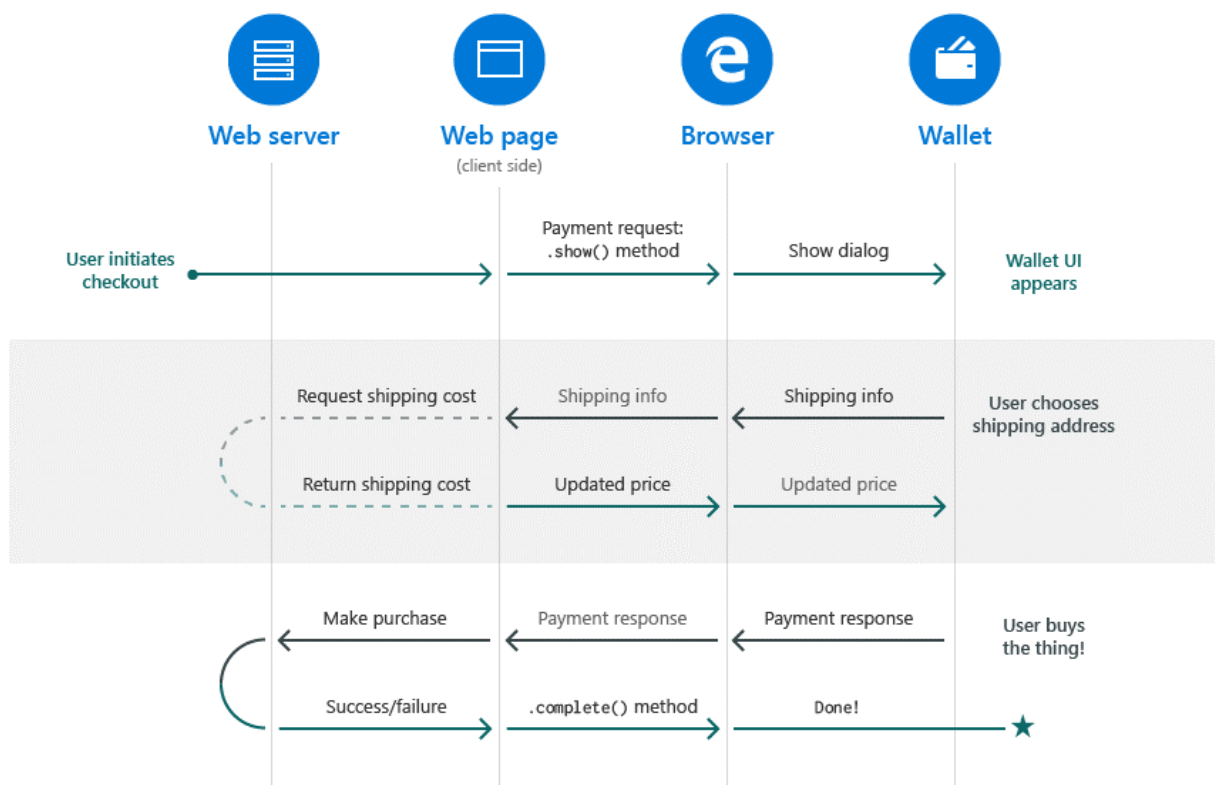 Web server
Web page
(client side)
Browser
Wallet
User initiates
checkout
Payment request:
.show() method
Show dialog
Wallet UI
appears
Request shipping cost
Shipping info
Shipping info
User chooses
shipping address
Return shipping cost
Updated price
Updated price
Make purchase
Payment response
Payment response
User buys
the thing!
Success/failure
.complete() method
Done!